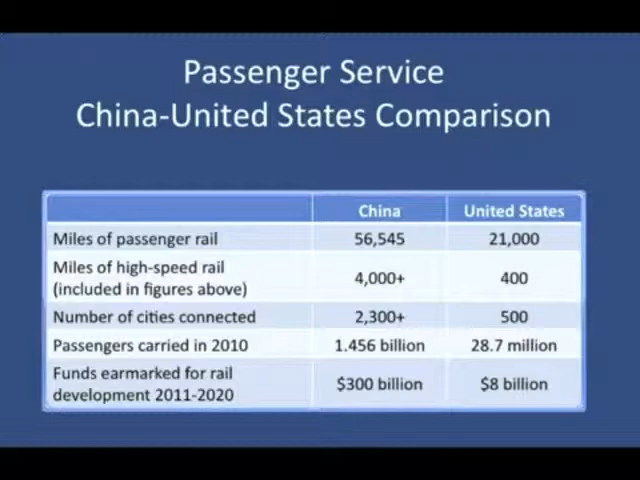 Passenger Service
China-United States Comparison
China United States
Miles of passenger rail 56,545 21,000
Miles of high-speed rail
(included in figures above) 4,000+ 400
Number of cities connected 2,300+ 500
Passengers carried in 2010 1.456 billion 28.7 million
Funds earmarked for rail
development 2011-2020 $300 billion $8 billion